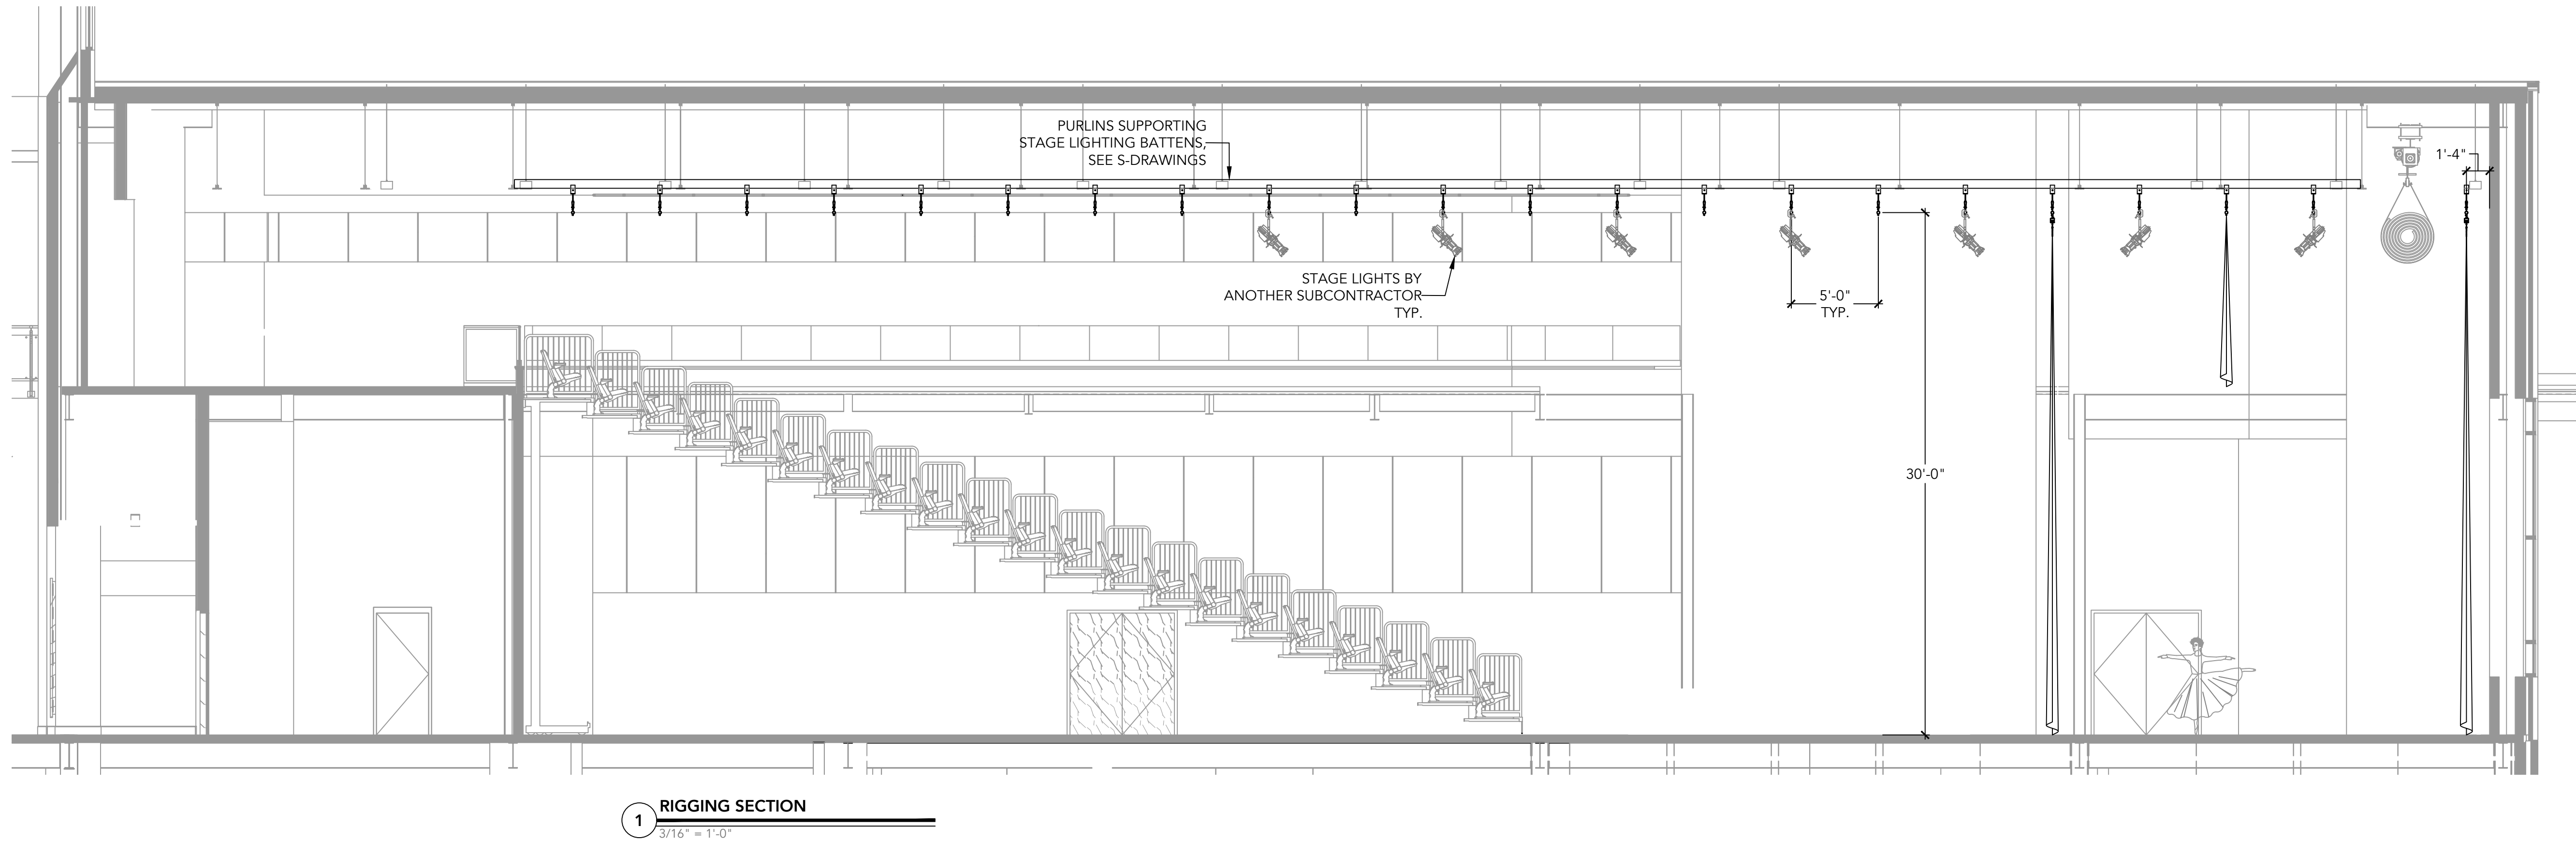 PURLINS SUPPORTING
STAGE LIGHTING BATTENS,
SEE S-DRAWINGS
1'-4"
STAGE LIGHTS BY
ANOTHER SUBCONTRACTOR
TYP.
5'-0"
TYP.
30'-0"
1
RIGGING SECTION
3/16" = 1'-0"